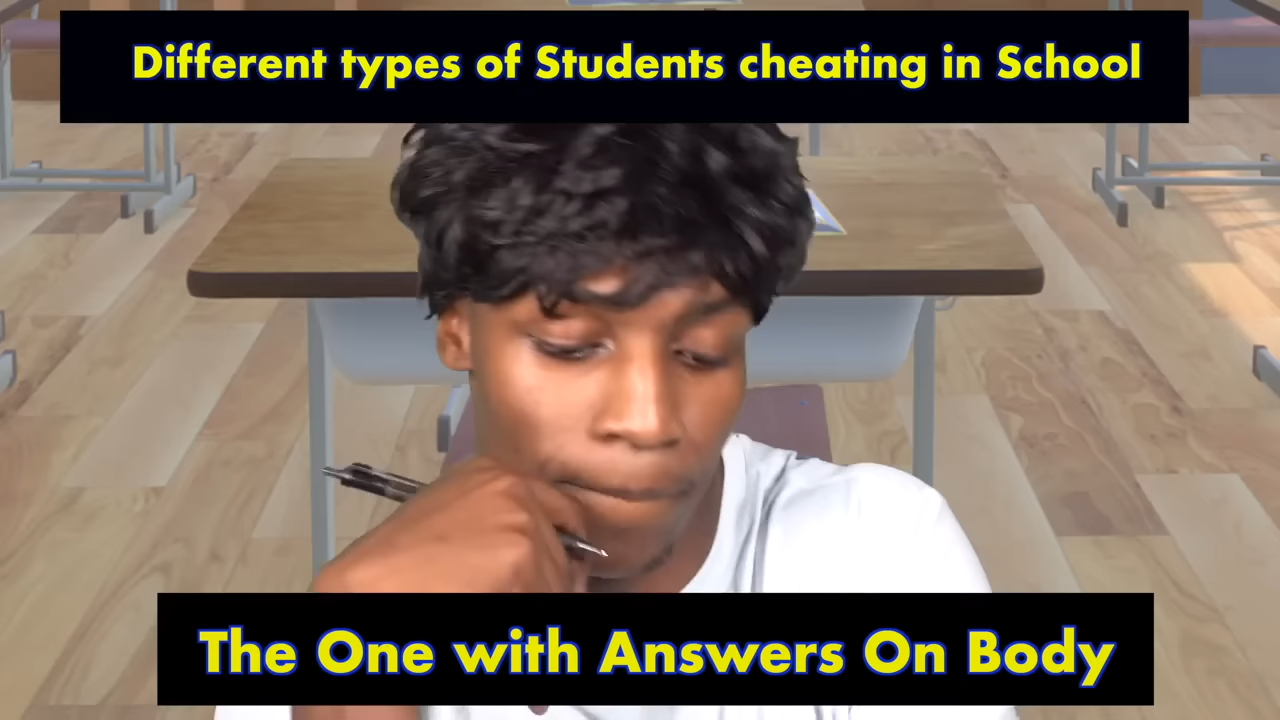 Different types of Students cheating in School
The One with Answers On Body